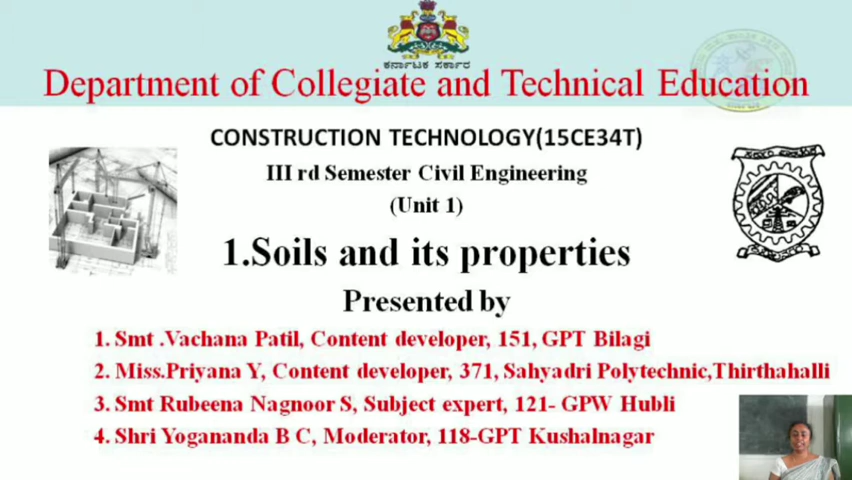 ಕರ್ನಾಟಕ ಸರ್ಕಾರ
Department of Collegiate and Technical Education
CONSTRUCTION TECHNOLOGY(15CE34T)
III rd Semester Civil Engineering
(Unit 1)
1.Soils and its properties
Presented by
1. Smt .Vachana Patil, Content developer, 151, GPT Bilagi
2. Miss.Priyana Y, Content developer, 371, Sahyadri Polytechnic,Thirthahalli
3. Smt Rubeena Nagnoor S, Subject expert, 121- GPW Hubli
4. Shri Yogananda B C, Moderator, 118-GPT Kushalnagar